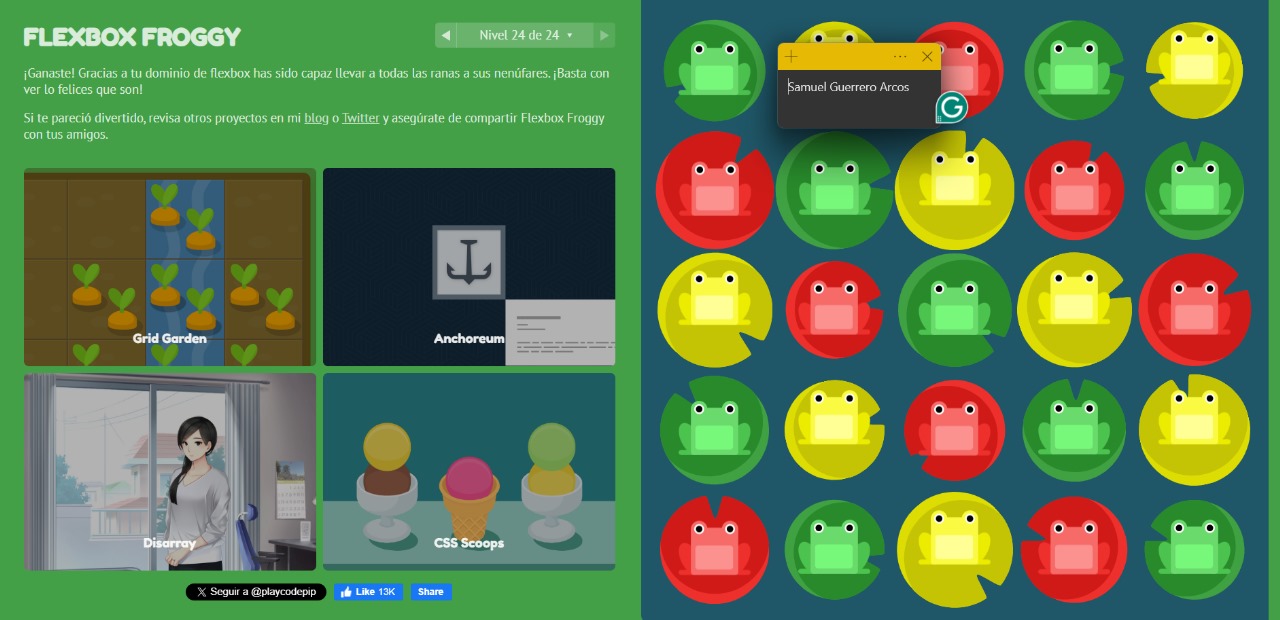 FLEXBOX FROGGY
Nivel 24 de 24
¡Ganaste! Gracias a tu dominio de flexbox has sido capaz llevar a todas las ranas a sus nenúfares. ¡Basta con
ver lo felices que son!
Si te pareció divertido, revisa otros proyectos en mi blog o Twitter y asegúrate de compartir Flexbox Froggy
con tus amigos.
Grid Garden
Anchoreum
Disarray
CSS Scoops
X Seguir a @playcodepip
Like 13K
Share
Samuel Guerrero Arcos
G